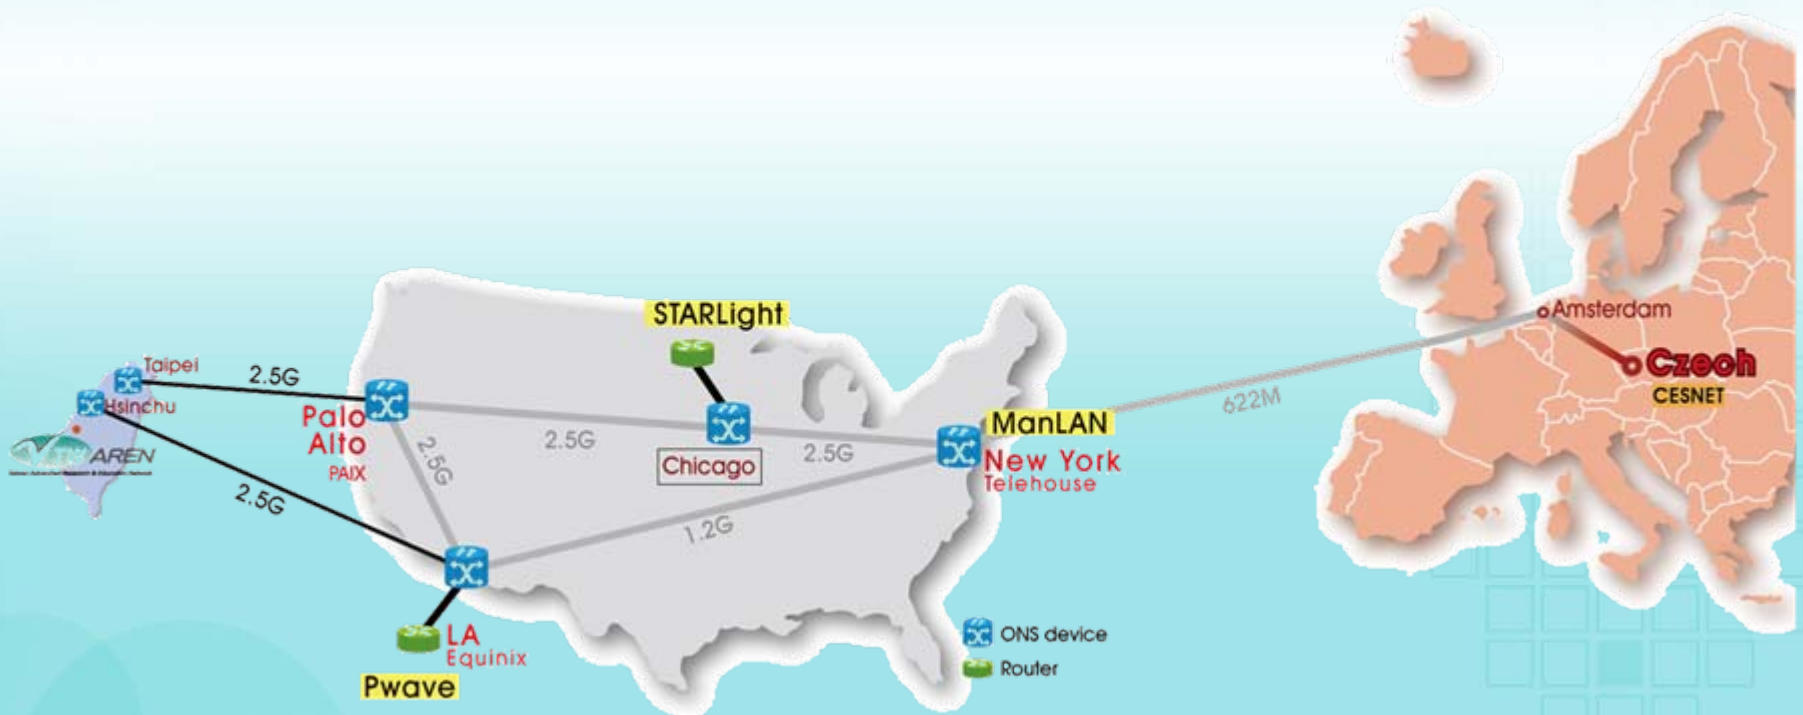 STARLight
Taipei
Hsinchu
2.5G
Palo
Alto
PAIX
AREN
2.5G
2.5G
2.5G
Chicago
2.5G
1.2G
ManLAN
New York
Telehouse
622M
Amsterdam
Czech
CESNET
LA
Equinix
Pwave
ONS device
Router